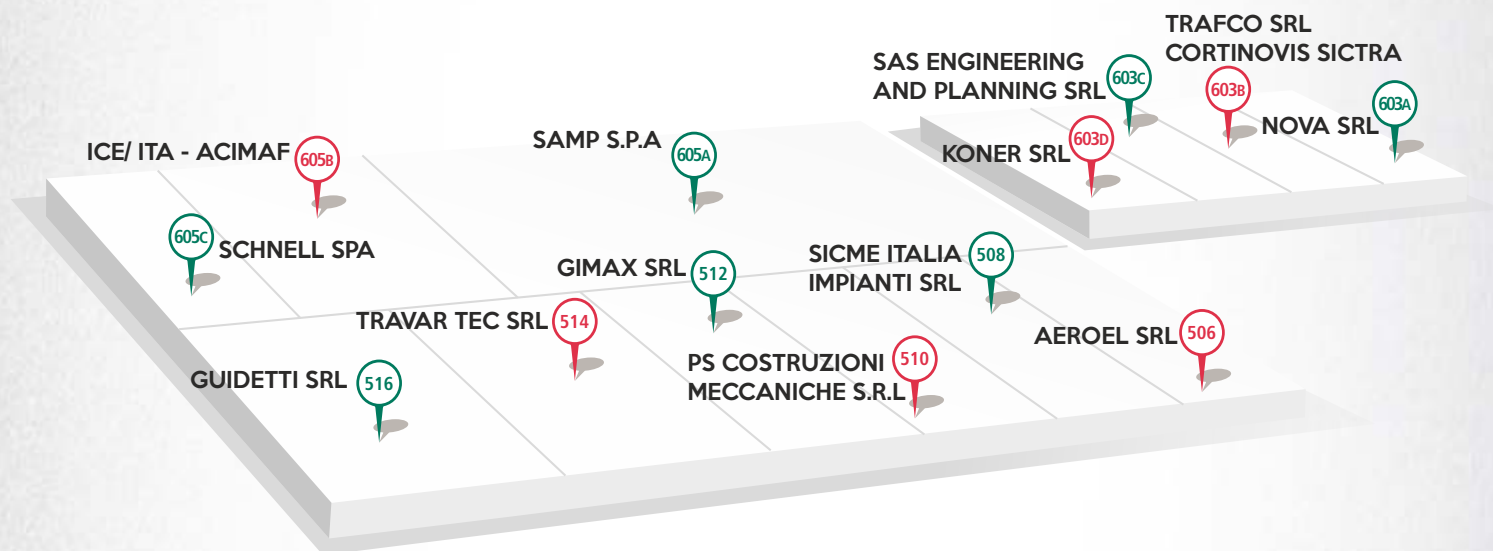 TRAFCO SRL
CORTINOVIS SICTRA
603B
SAS ENGINEERING
AND PLANNING SRL
603C
NOVA SRL
603A
KONER SRL
603D
ICE/ ITA - ACIMAF
605B
SAMP S.P.A
605A
605C
SCHNELL SPA
GIMAX SRL
512
SICME ITALIA
IMPIANTI SRL
508
TRAVAR TEC SRL
514
AEROEL SRL
506
PS COSTRUZIONI
MECCANICHE S.R.L
510
GUIDETTI SRL
516